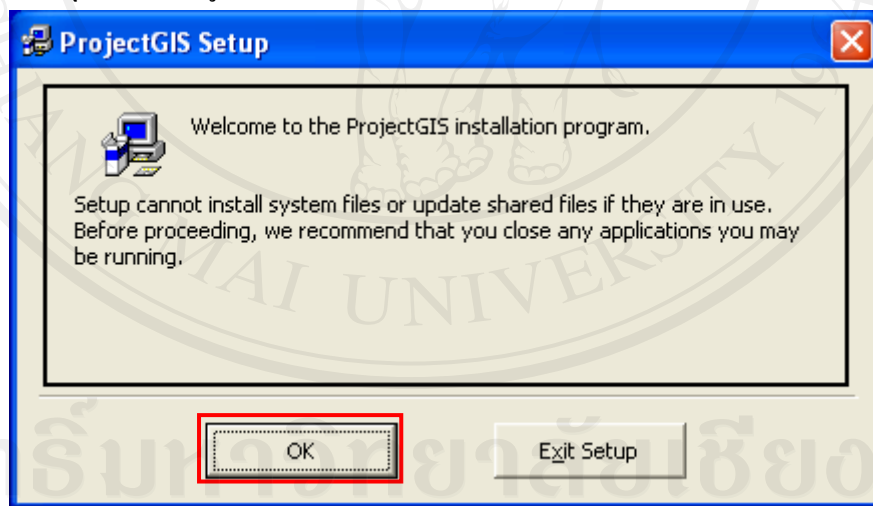 ProjectGIS Setup
Welcome to the ProjectGIS installation program.
Setup cannot install system files or update shared files if they are in use.
Before proceeding, we recommend that you close any applications you may
be running.
MAI UNIVERSITY
OK
Exit Setup